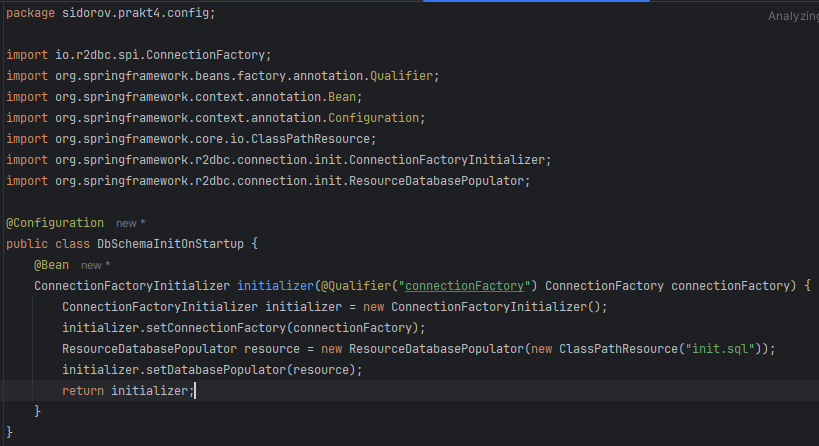 package sidorov.prakt4.config;
Analyzing
import io.r2dbc.spi.ConnectionFactory;
import org.springframework.beans.factory.annotation.Qualifier;
import org.springframework.context.annotation.Bean;
import org.springframework.context.annotation.Configuration;
import org.springframework.core.io.ClassPathResource;
import org.springframework.r2dbc.connection.init.ConnectionFactoryInitializer;
import org.springframework.r2dbc.connection.init.ResourceDatabasePopulator;
@Configuration new *
public class DbSchemaInitOnStartup {
@Bean new *
ConnectionFactoryInitializer initializer(@Qualifier("connectionFactory") ConnectionFactory connectionFactory) {
ConnectionFactoryInitializer initializer = new ConnectionFactoryInitializer();
initializer.setConnectionFactory(connectionFactory);
ResourceDatabasePopulator resource = new ResourceDatabasePopulator(new ClassPathResource("init.sql"));
initializer.setDatabasePopulator(resource);
return initializer;
}
}